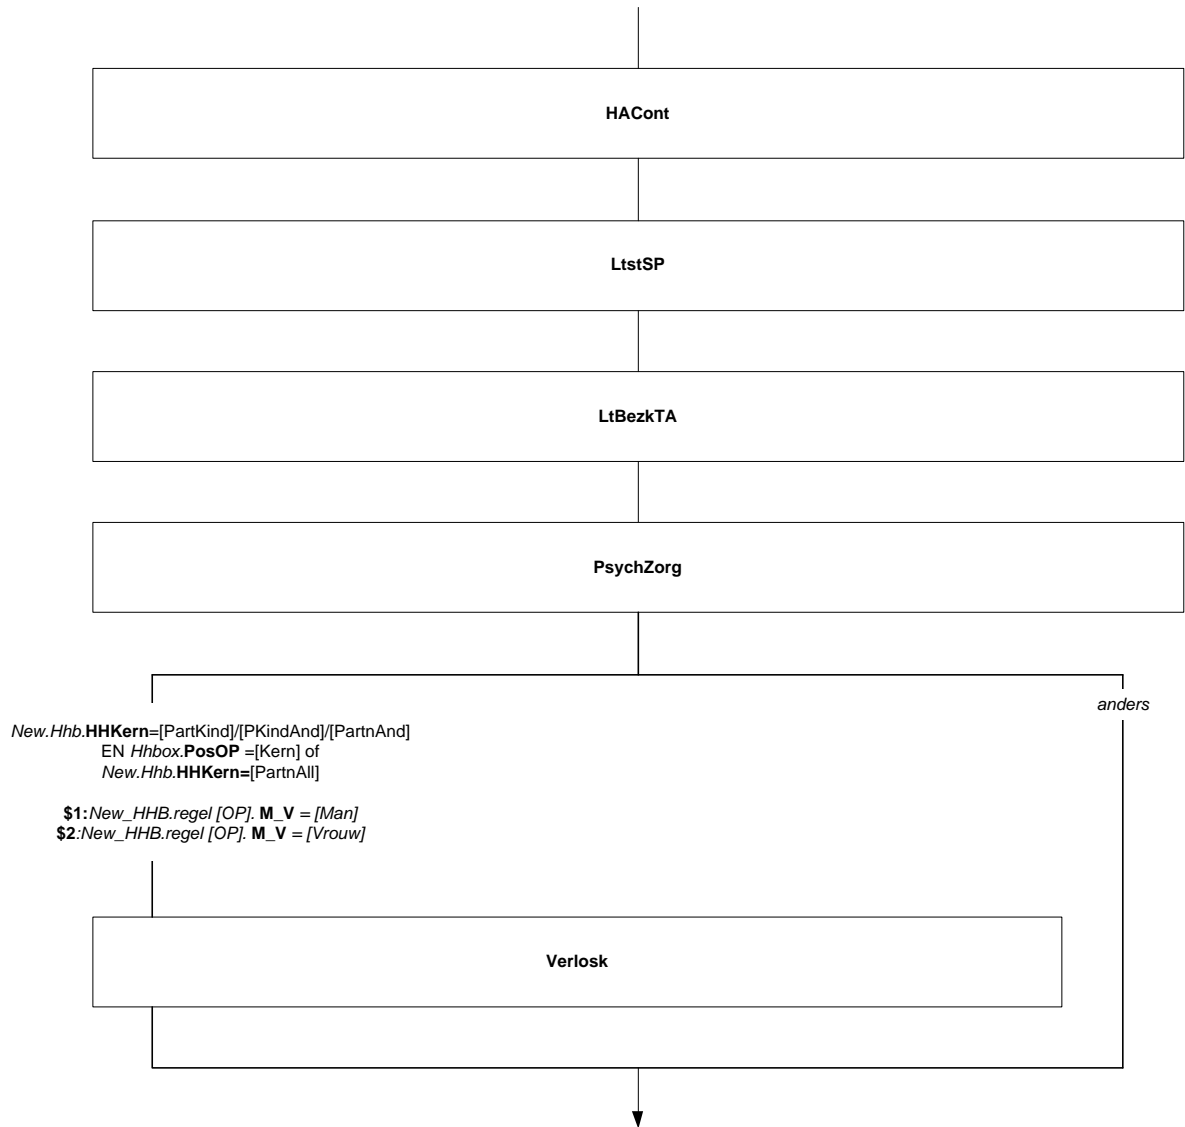 HACont
LtstSP
LtBezkTA
PsychZorg
anders
New.Hhb.HHKern=[PartKind]/[PKindAnd]/[PartnAnd]
EN Hhbox.PosOP =[Kern] of
New.Hhb.HHKern=[PartnAll]
$1:New_HHB.regel [OP]. M_V = [Man]
$2:New_HHB.regel [OP]. M_V = [Vrouw]
Verlosk